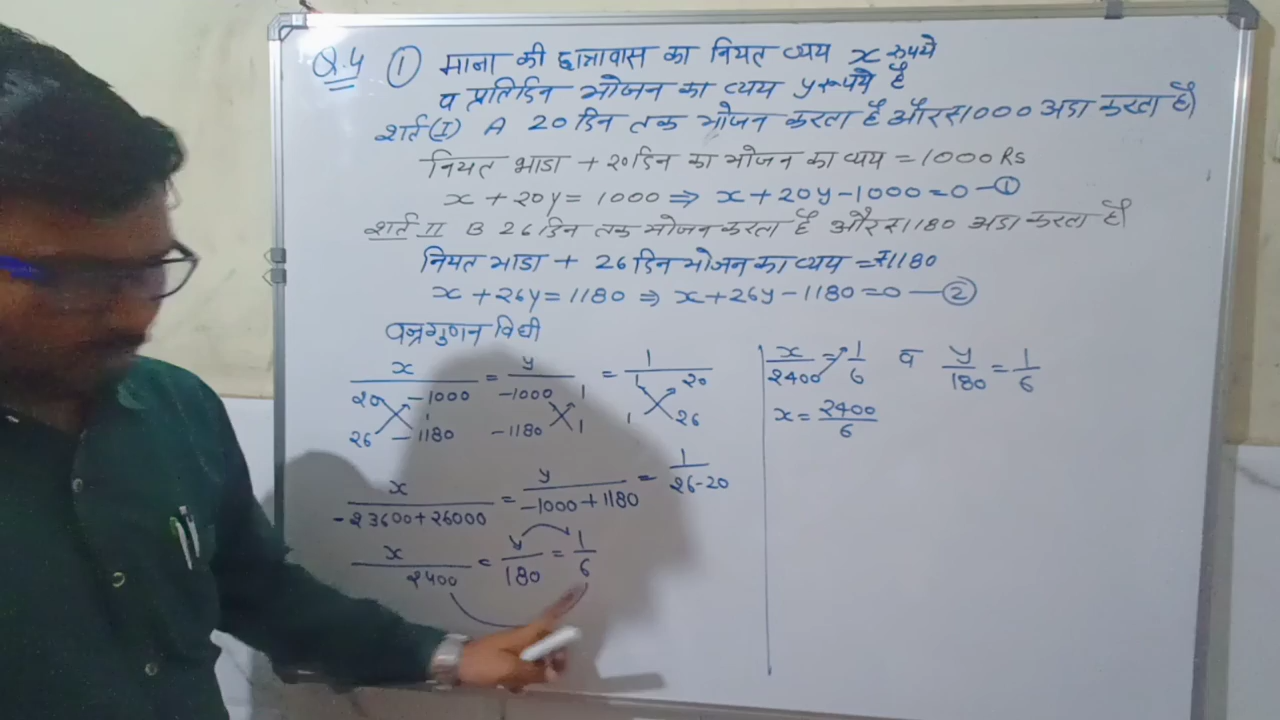 Q.4 ① माना की छात्रावास का नियत व्यय x रुपये
व प्रतिदिन भोजन का व्यय y रूपये है
शर्त (I) A 20 दिन तक भोजन करता है और ₹1000 अदा करता है।
नियत भाडा + २० दिन का भोजन का व्यय = 1000 Rs
x + 20y = 1000 ⇒ x + 20y - 1000 = 0 - ①
शर्त II B 26 दिन तक भोजन करता है और ₹1180 अदा करता है।
नियत भाडा + 26 दिन भोजन का व्यय = ₹1180
x + 26y = 1180 ⇒ x + 26y - 1180 = 0 - ②
वज्रगुणन विधी
x = y = 1
20 -1000 -1000 1 1 20
26 -1180 -1180 1 1 26
x/-23600+26000 = y/-1000+1180 = 1/26-20
x/2400 = y/180 = 1/6
x/2400 = 1/6 व y/180 = 1/6
x = 2400/6